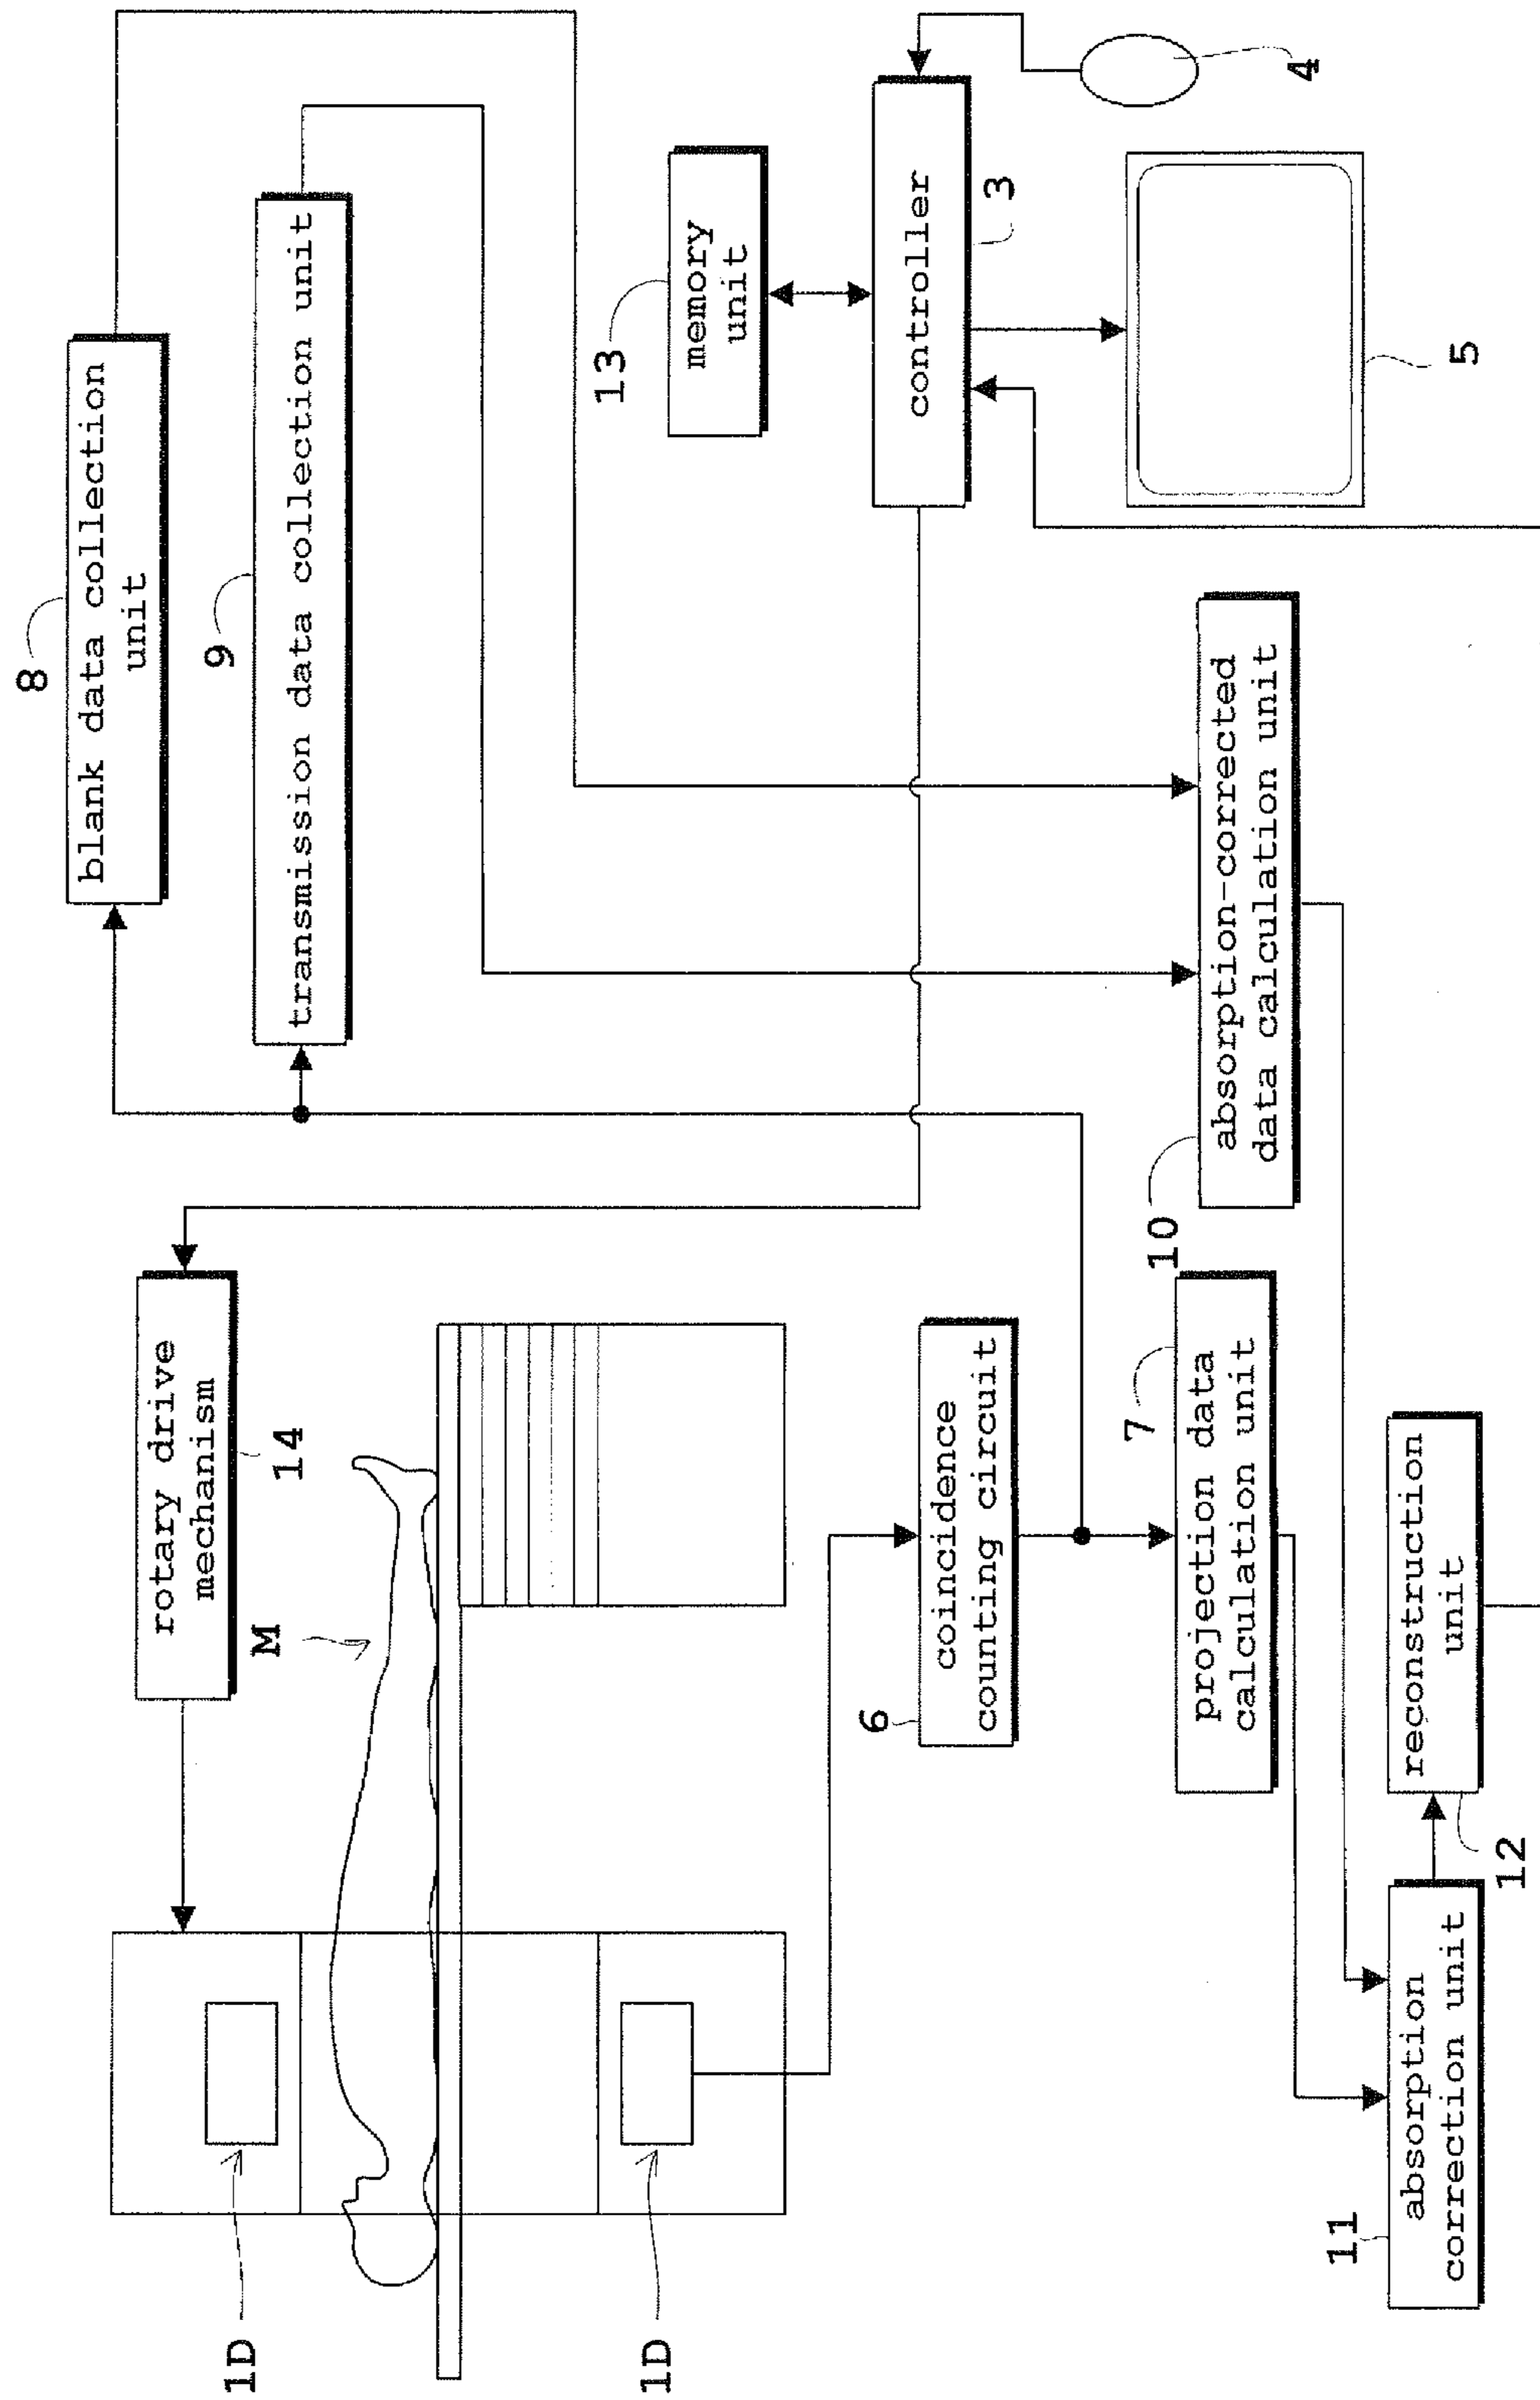 8
blank data collection
unit
9
transmission data collection unit
rotary drive
mechanism
14
M
1D
1D
13
memory
unit
controller
3
4
5
6
coincidence
counting circuit
7
projection data
calculation unit
10
absorption-corrected
data calculation unit
11
absorption
correction unit
12
reconstruction
unit